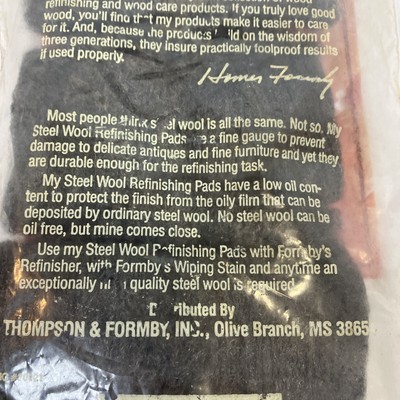 refinishing and wood care products. If you truly love good
wood, you'll find that my products make it easier to care
for it. And, because the products build on the wisdom of
three generations, they insure practically foolproof results
if used properly.
Homer Formby
Most people think steel wool is all the same. Not so. My
Steel Wool Refinishing Pads are a fine gauge to prevent
damage to delicate antiques and fine furniture and yet they
are durable enough for the refinishing task.
My Steel Wool Refinishing Pads have a low oil con-
tent to protect the finish from the oily film that can be
deposited by ordinary steel wool. No steel wool can be
oil free, but mine comes close.
Use my Steel Wool Refinishing Pads with Formby's
Refinisher, with Formby's Wiping Stain and anytime an
exceptionally quality steel wool is required.
Distributed By
THOMPSON & FORMBY, INC., Olive Branch, MS 3865